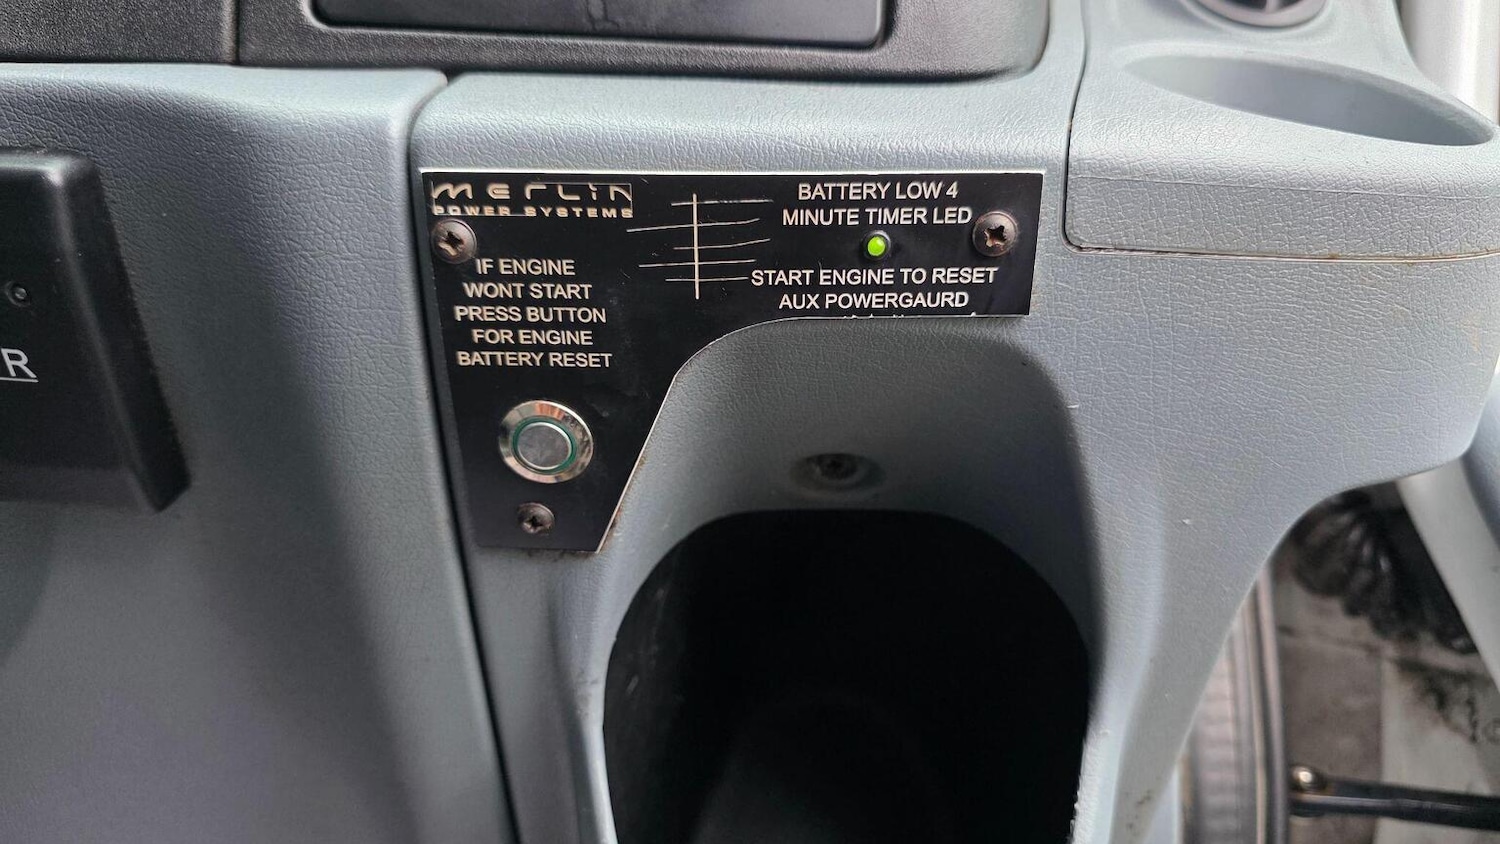 MERLIN
POWER SYSTEMS
IF ENGINE
WONT START
PRESS BUTTON
FOR ENGINE
BATTERY RESET
BATTERY LOW 4
MINUTE TIMER LED
START ENGINE TO RESET
AUX POWERGAURD
R